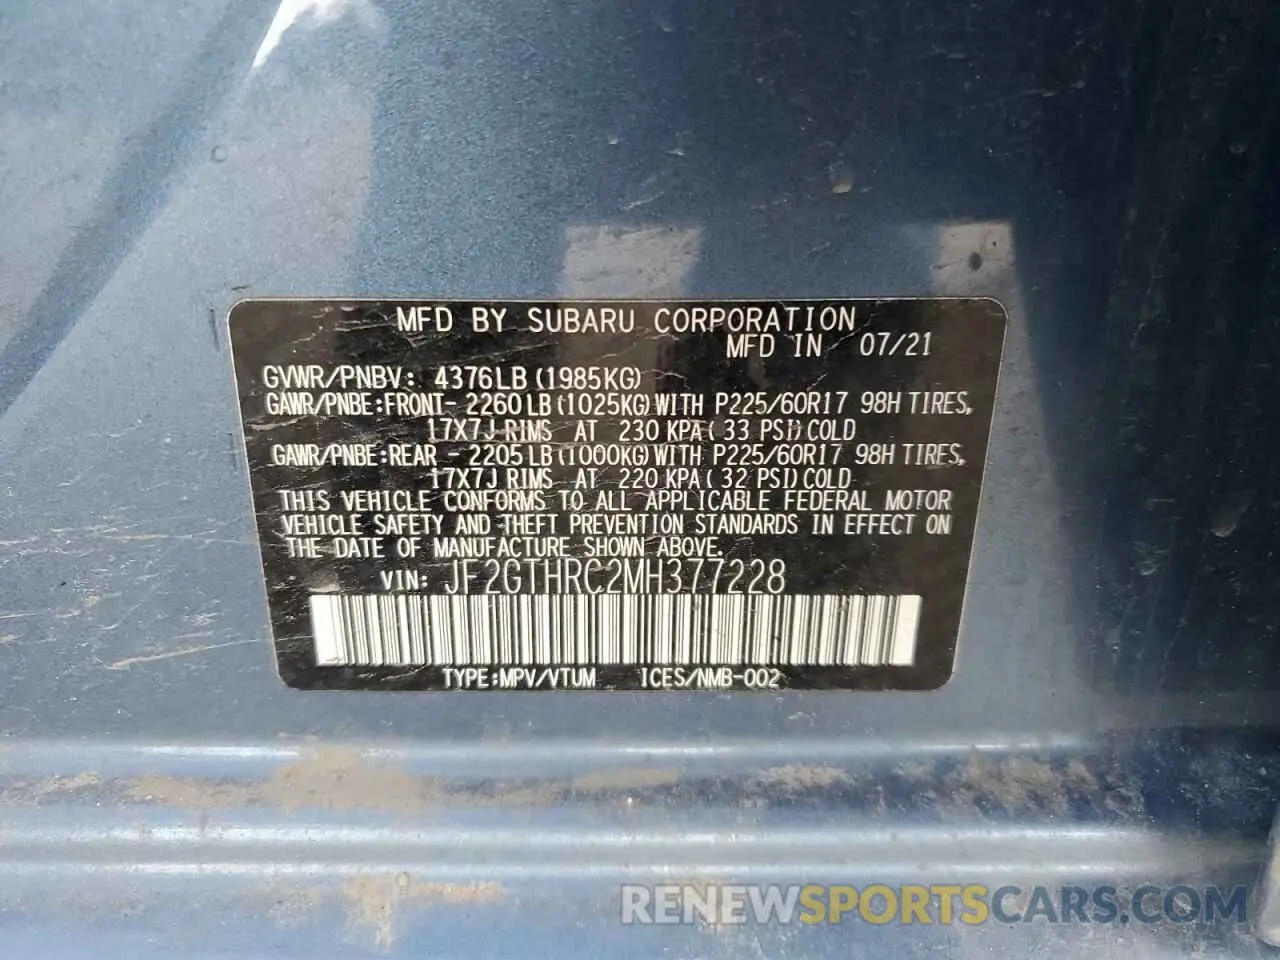 MFD BY SUBARU CORPORATION
MFD IN 07/21
GVWR/PNBV: 4376LB (1985KG)
GAWR/PNBE:FRONT- 2260 LB (1025KG) WITH P225/60R17 98H TIRES,
17X7J RIMS AT 230 KPA ( 33 PSI) COLD
GAWR/PNBE:REAR - 2205 LB (1000KG) WITH P225/60R17 98H TIRES,
17X7J RIMS AT 220 KPA ( 32 PSI) COLD
THIS VEHICLE CONFORMS TO ALL APPLICABLE FEDERAL MOTOR
VEHICLE SAFETY AND THEFT PREVENTION STANDARDS IN EFFECT ON
THE DATE OF MANUFACTURE SHOWN ABOVE.
VIN: JF2GTHRC2MH377228
TYPE:MPV/VTUM ICES/NMB-002
RENEWSPORTSCARS.COM